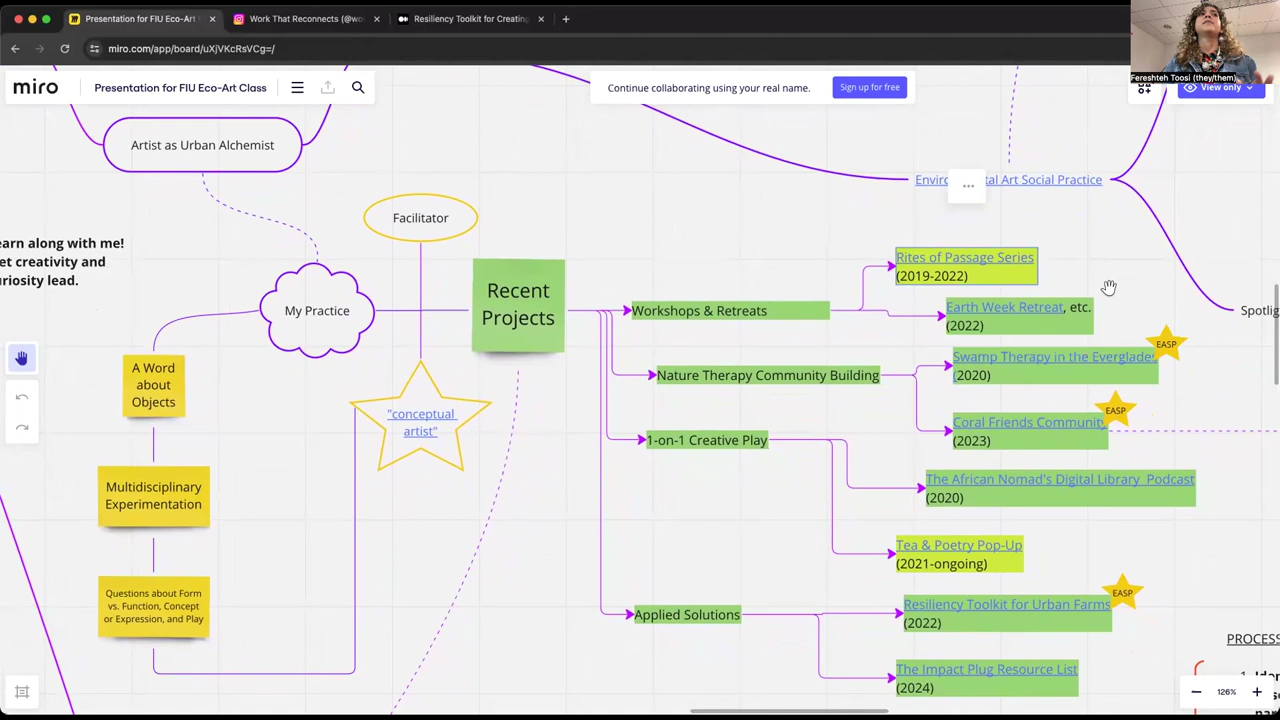 Presentation for FIU Eco-Art
Work That Reconnects (@wo
Resiliency Toolkit for Creating
miro.com/app/board/uXjVKcRsVCg=/
Fereshteh Toosi (they/them)
miro
Presentation for FIU Eco-Art Class
Continue collaborating using your real name.
Sign up for free
View only
Artist as Urban Alchemist
Environmental Art Social Practice
Facilitator
earn along with me!
et creativity and
uriosity lead.
My Practice
Recent
Projects
Rites of Passage Series
(2019-2022)
Workshops & Retreats
Earth Week Retreat, etc.
(2022)
Spotlig
EASP
Swamp Therapy in the Everglades
(2020)
Nature Therapy Community Building
A Word
about
Objects
"conceptual
artist"
EASP
Coral Friends Community
(2023)
1-on-1 Creative Play
The African Nomad's Digital Library Podcast
(2020)
Multidisciplinary
Experimentation
Tea & Poetry Pop-Up
(2021-ongoing)
Questions about Form
vs. Function, Concept
or Expression, and Play
EASP
Applied Solutions
Resiliency Toolkit for Urban Farms
(2022)
PROCESS
The Impact Plug Resource List
(2024)
126%